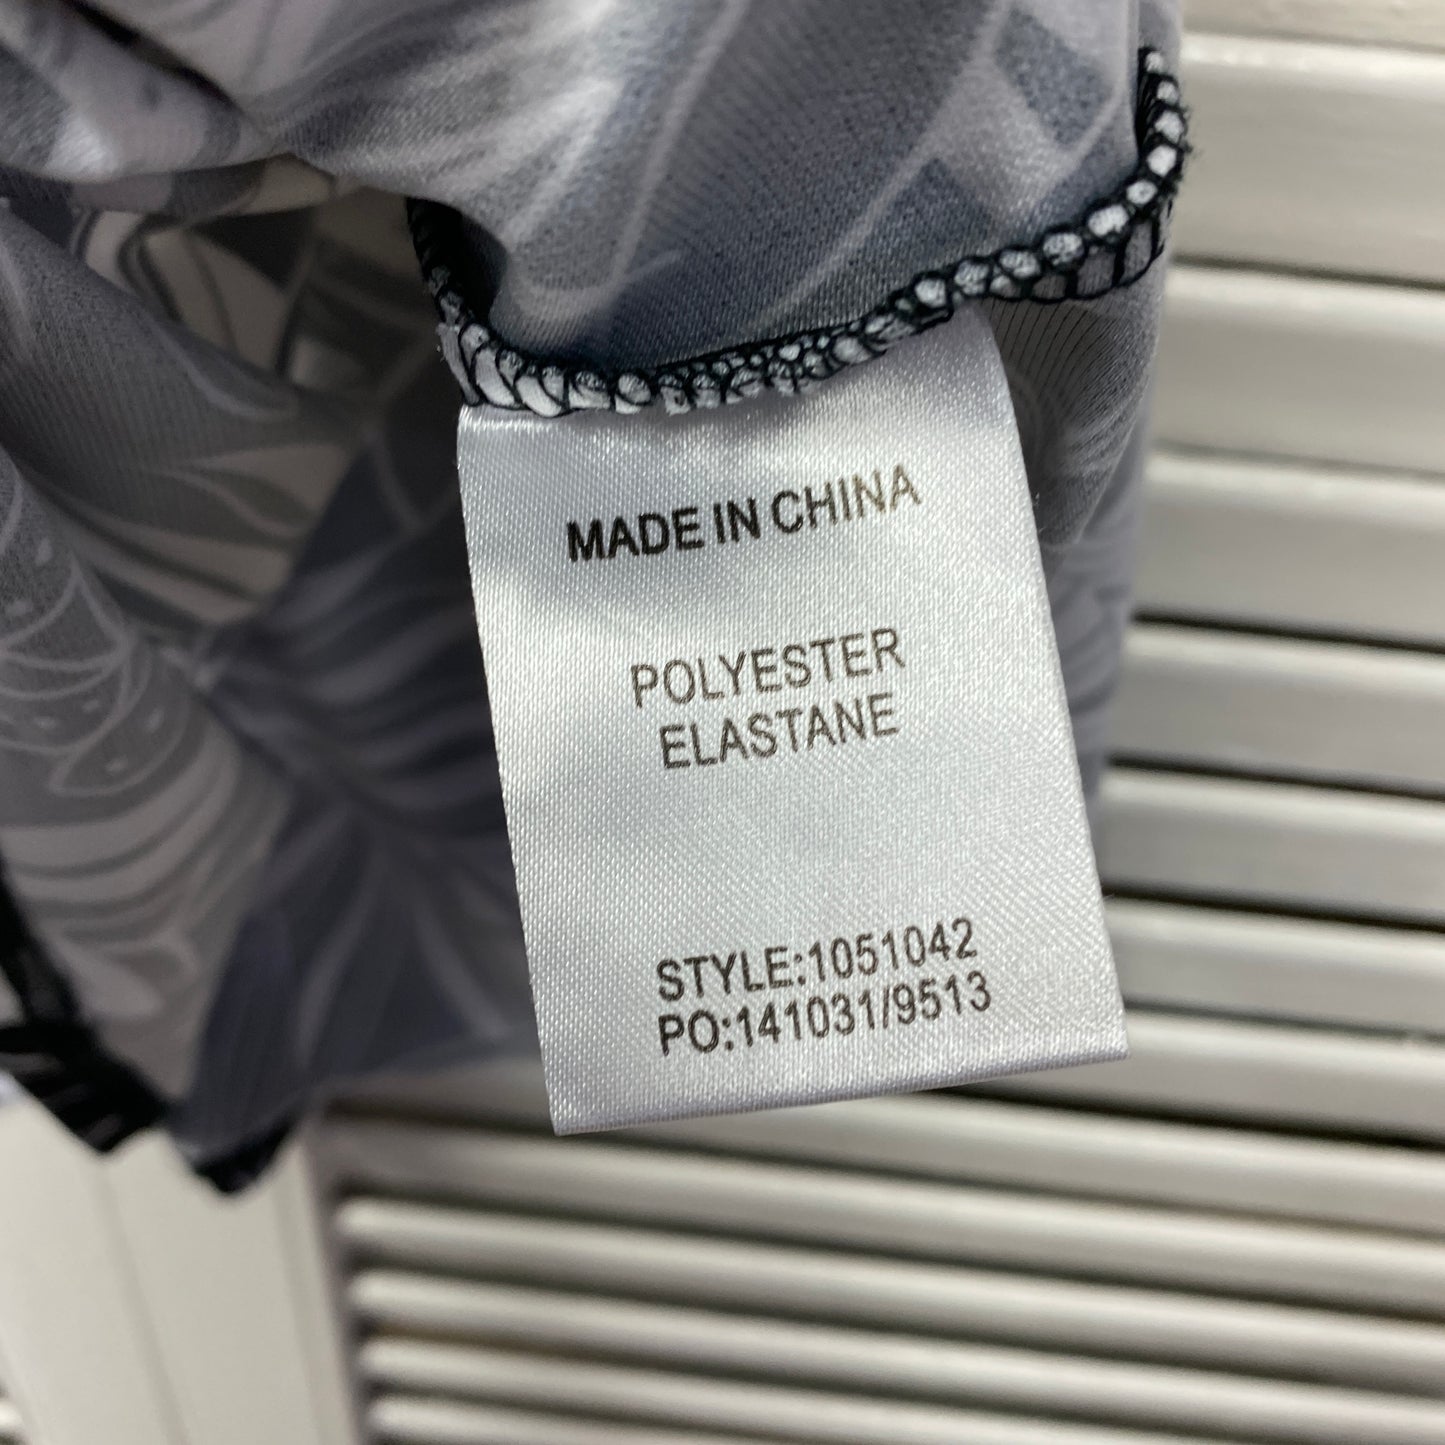 MADE IN CHINA
POLYESTER
ELASTANE
STYLE:1051042
PO:141031/9513